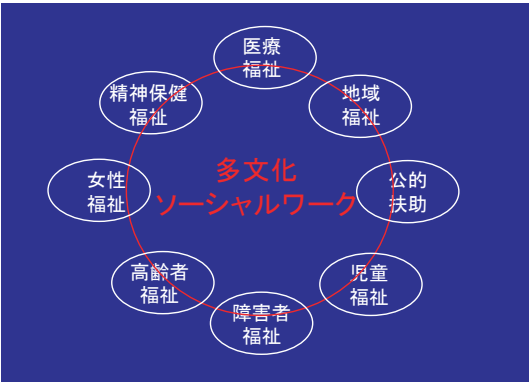 医療
福祉
精神保健
福祉
地域
福祉
女性
福祉
多文化
ソーシャルワーク
公的
扶助
高齢者
福祉
児童
福祉
障害者
福祉